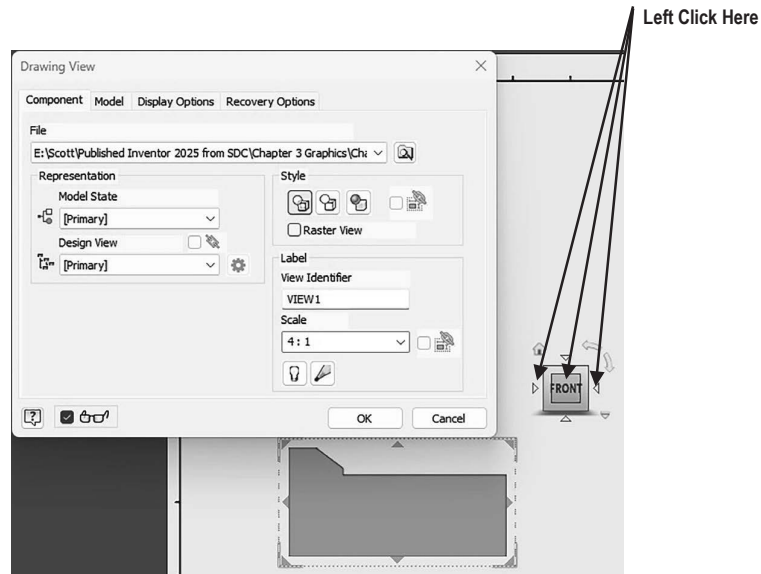 Left Click Here
Drawing View
Component Model Display Options Recovery Options
File
E:\Scott\Published Inventor 2025 from SDC\Chapter 3 Graphics\Cha
Representation
Model State
[Primary]
Design View
[Primary]
Style
Raster View
Label
View Identifier
VIEW1
Scale
4 : 1
OK Cancel
FRONT